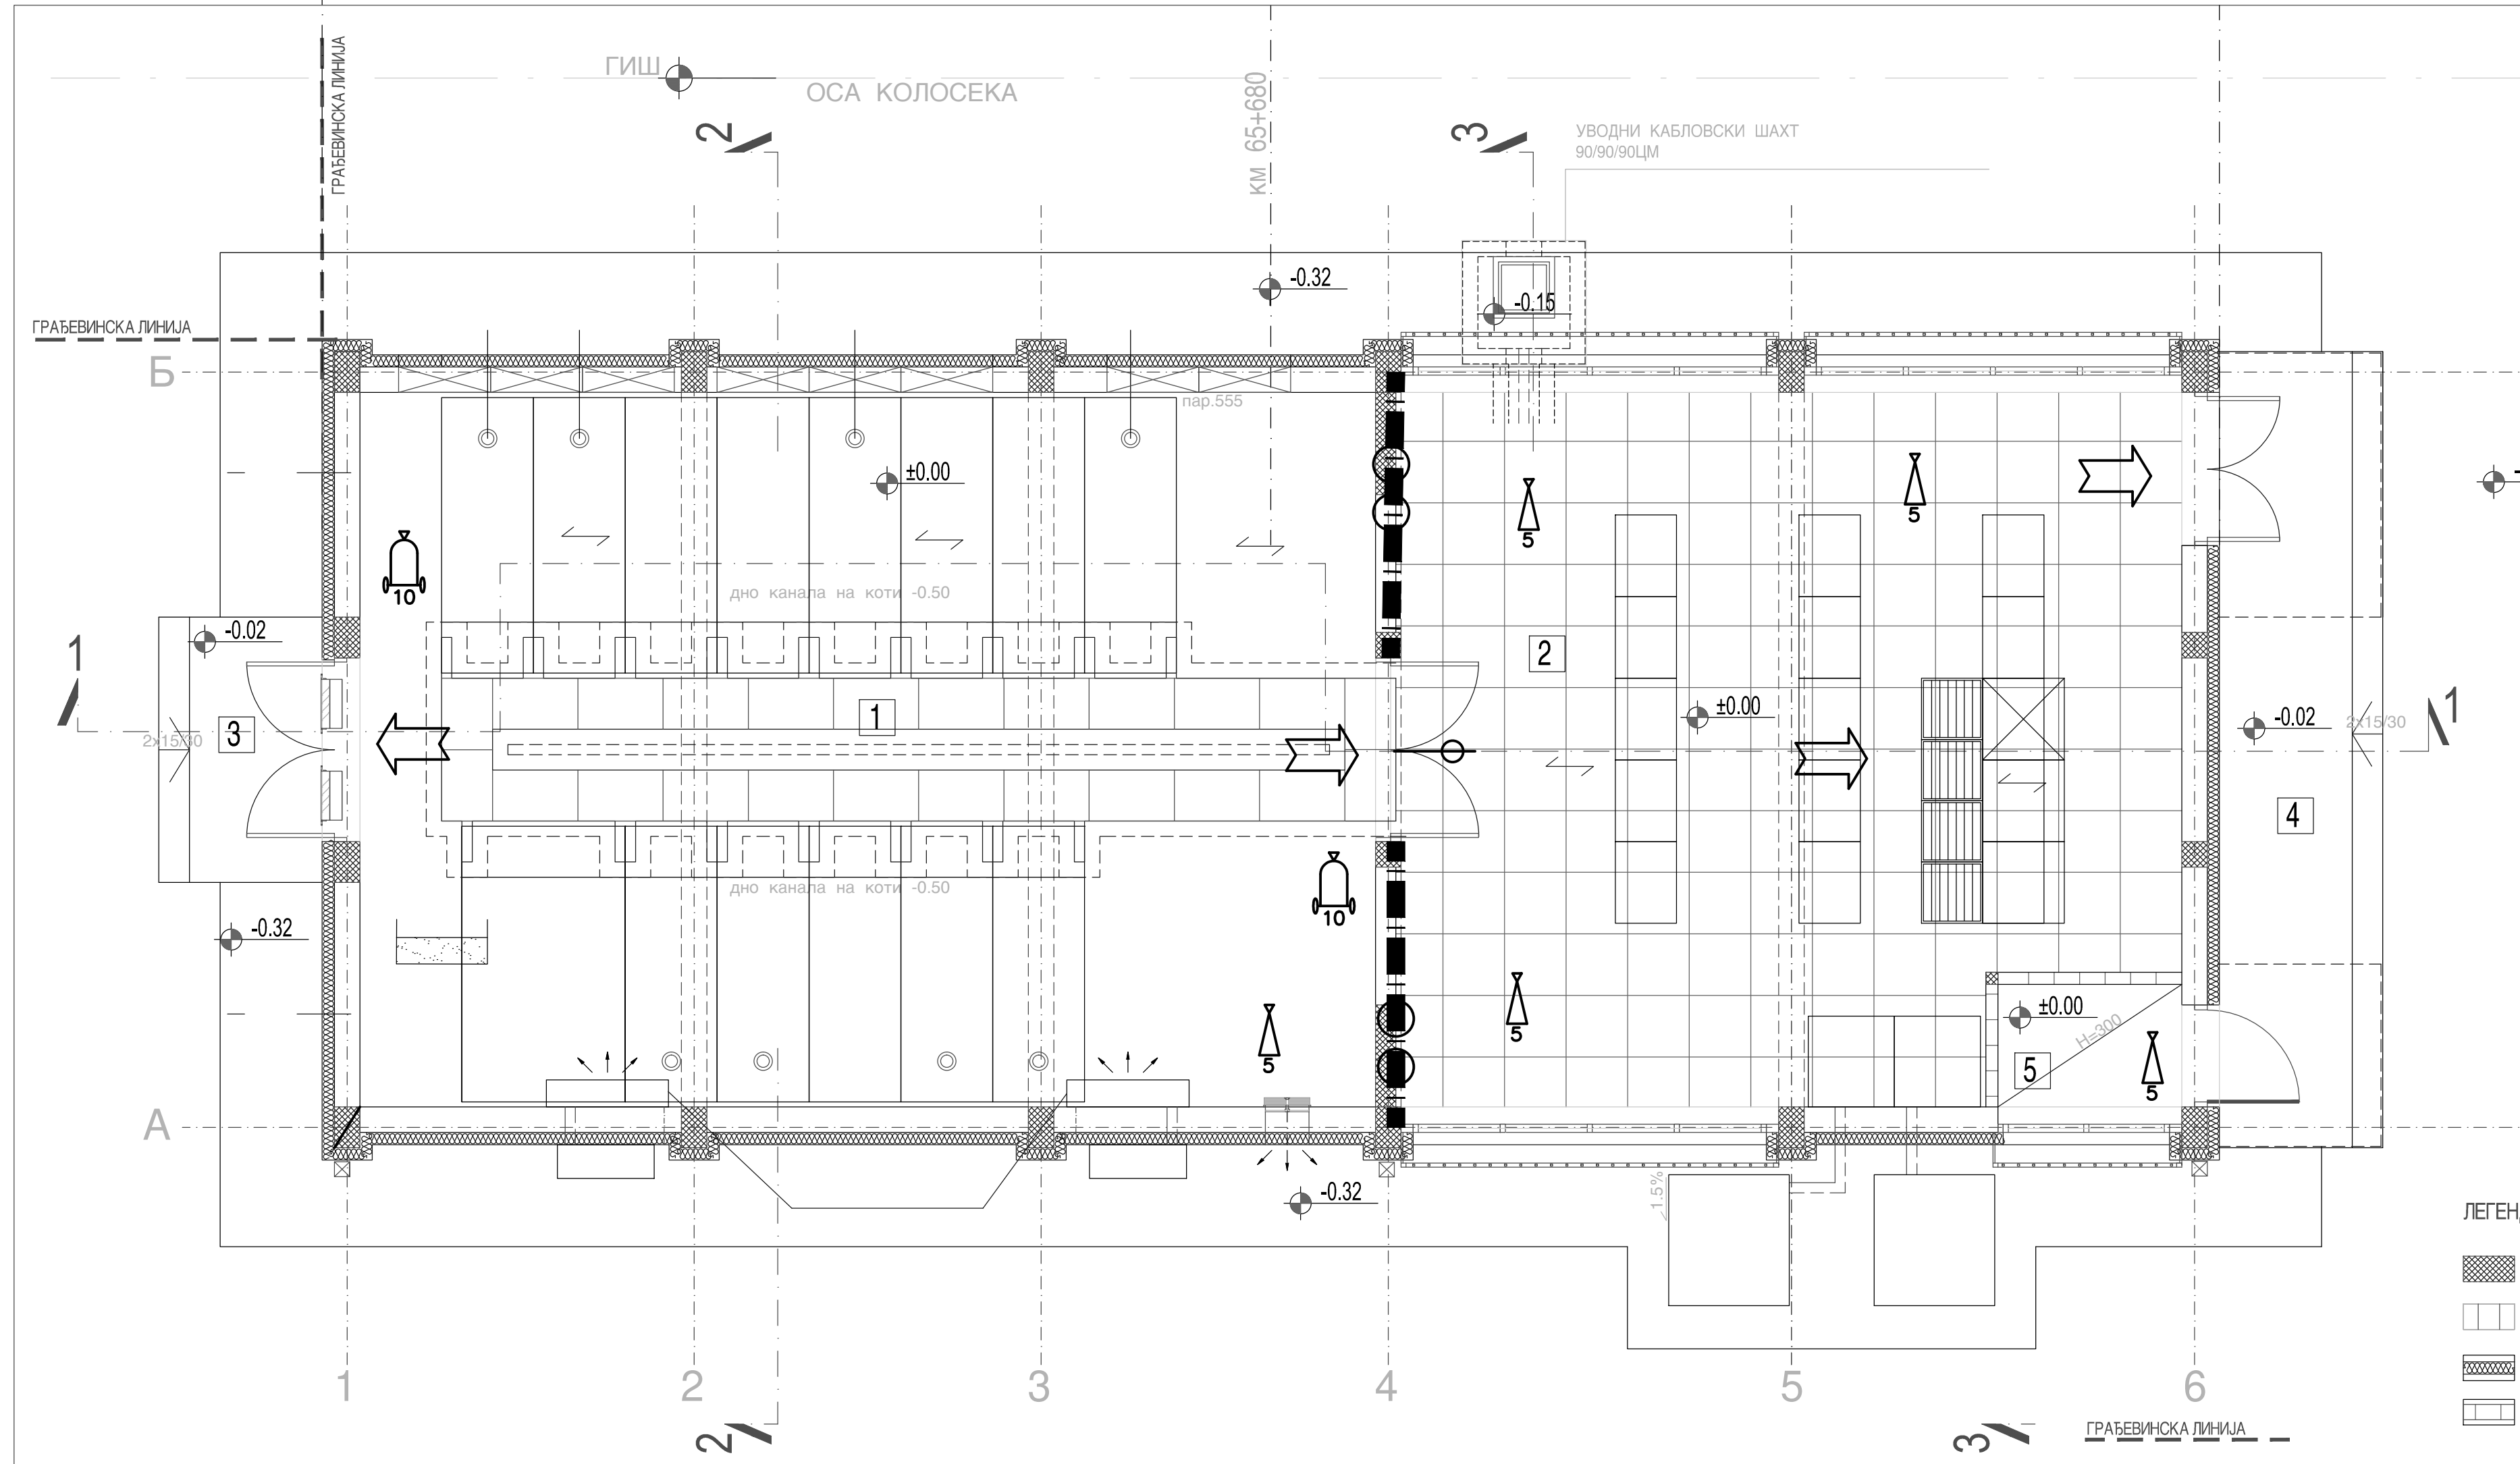 ГИШ
ОСА КОЛОСЕКА
ГРАЂЕВИНСКА ЛИНИЈА
2
км 65+680
3
УВОДНИ КАБЛОВСКИ ШАХТ
90/90/90ЦМ
-0.32
-0.15
ГРАЂЕВИНСКА ЛИНИЈА
Б
пар.555
±0.00
5
5
10
дно канала на коти -0.50
-0.02
1
2
1
±0.00
1
3
2x15/30
-0.02
2x15/30
4
дно канала на коти -0.50
10
-0.32
±0.00
H=300
5
5
5
5
А
-0.32
1.5%
ЛЕГЕН
1
2
3
4
5
6
2
3
ГРАЂЕВИНСКА ЛИНИЈА